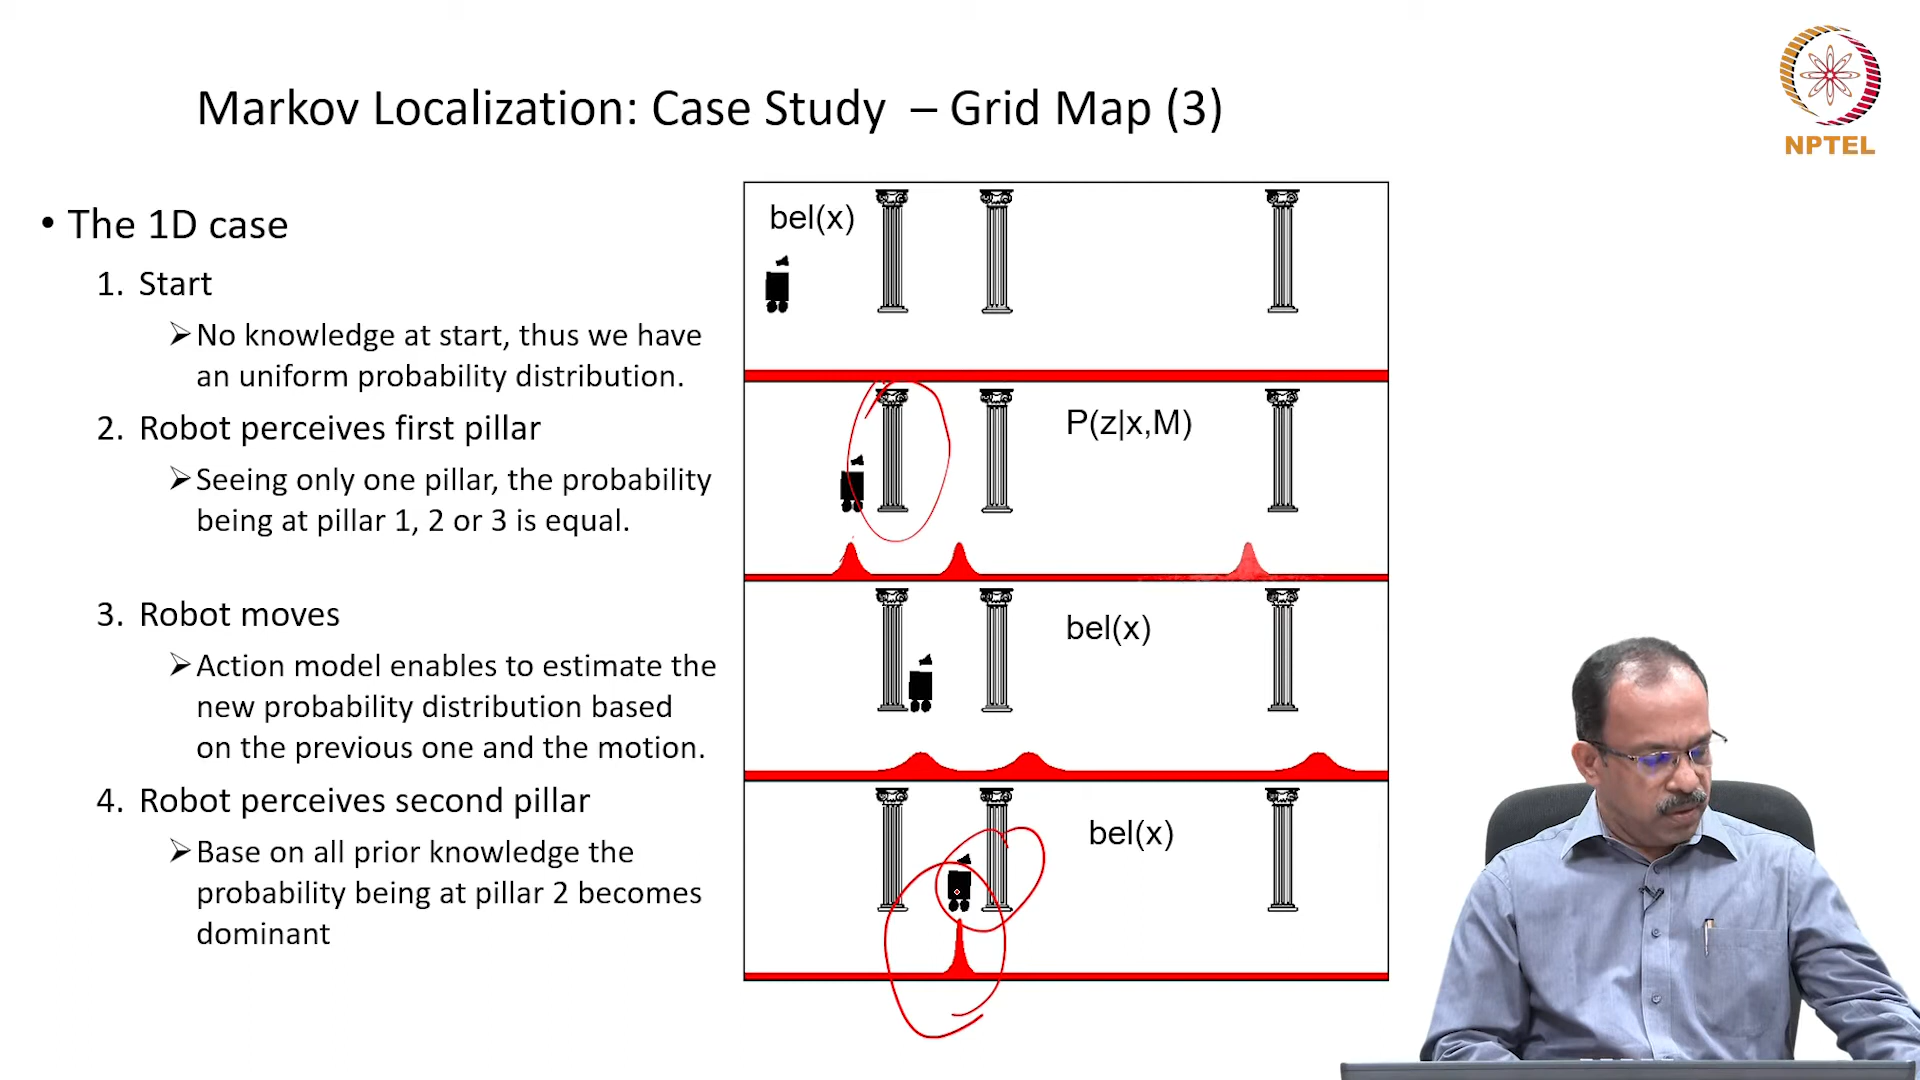 Markov Localization: Case Study – Grid Map (3)
NPTEL
• The 1D case
1. Start
➢No knowledge at start, thus we have
an uniform probability distribution.
2. Robot perceives first pillar
➢Seeing only one pillar, the probability
being at pillar 1, 2 or 3 is equal.
3. Robot moves
➢Action model enables to estimate the
new probability distribution based
on the previous one and the motion.
4. Robot perceives second pillar
➢Base on all prior knowledge the
probability being at pillar 2 becomes
dominant
bel(x)
P(z|x,M)
bel(x)
bel(x)